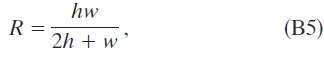 R = hw / 2h + w , (B5)